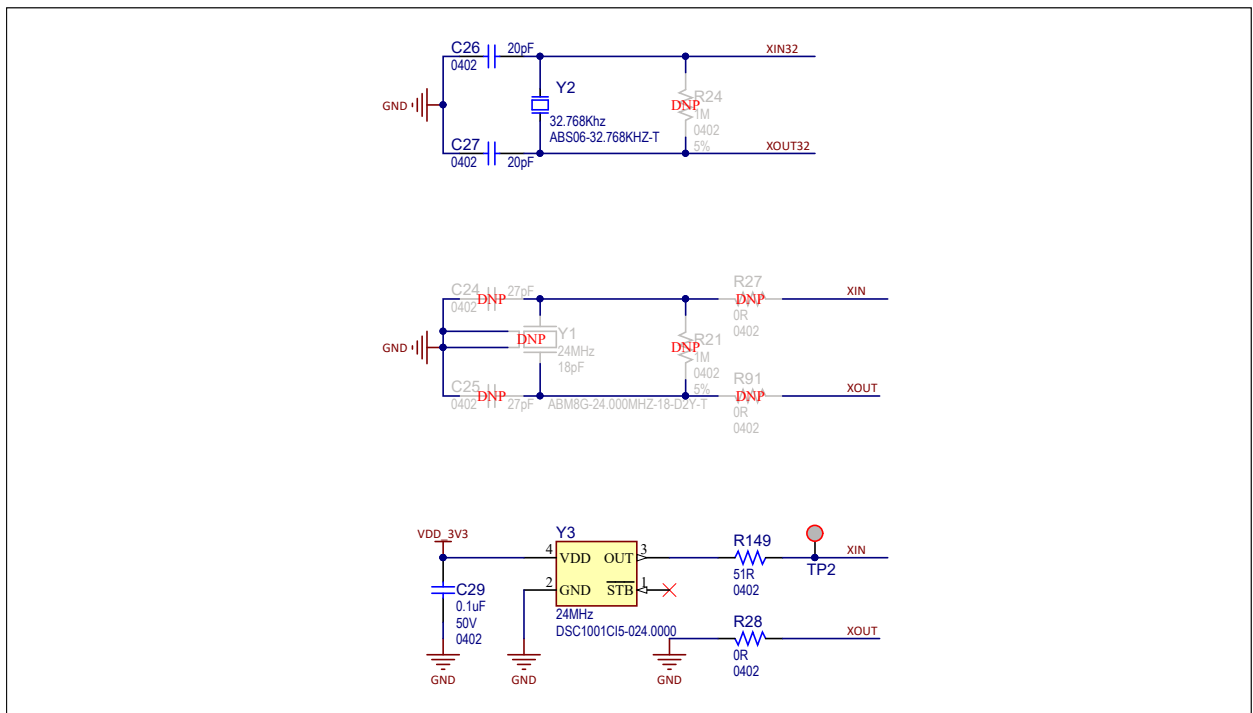 C26
20pF
0402
XIN32
GND
Y2
32.768Khz
ABS06-32.768KHZ-T
R24
DNP
1M
0402
5%
C27
0402
20pF
XOUT32
C24
DNP
27pF
0402
R27
DNP
0R
0402
XIN
GND
Y1
DNP
24MHz
18pF
R21
DNP
1M
0402
5%
C25
DNP
0402
27pF
ABM8G-24.000MHZ-18-D2Y-T
R91
DNP
0R
0402
XOUT
VDD_3V3
Y3
4
VDD
OUT
3
2
GND
STB
1
24MHz
DSC1001CI5-024.0000
C29
0.1uF
50V
0402
GND
GND
R149
51R
0402
TP2
XIN
R28
0R
0402
XOUT
GND